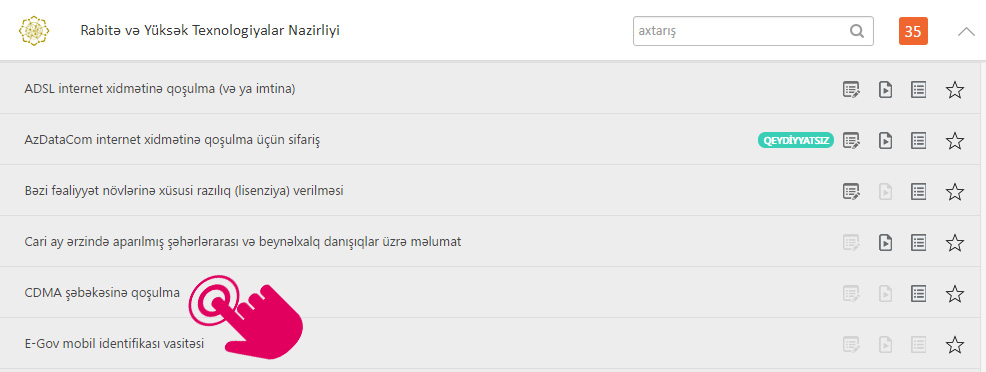 Rabitə və Yüksək Texnologiyalar Nazirliyi
axtarış
35
ADSL internet xidmətinə qoşulma (və ya imtina)
AzDataCom internet xidmətinə qoşulma üçün sifariş
QEYDİYYATSIZ
Bəzi fəaliyyət növlərinə xüsusi razılıq (lisenziya) verilməsi
Cari ay ərzində aparılmış şəhərlərarası və beynəlxalq danışıqlar üzrə məlumat
CDMA şəbəkəsinə qoşulma
E-Gov mobil identifikası vasitəsi